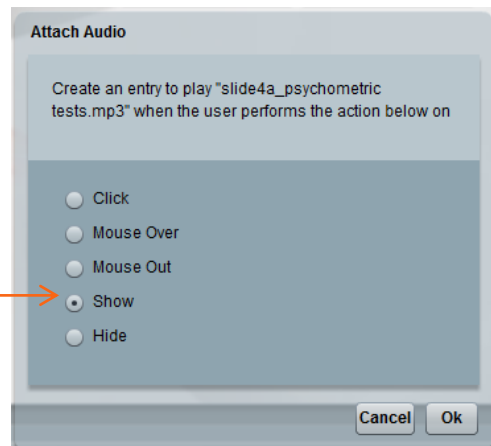 Attach Audio
Create an entry to play "slide4a_psychometric
tests.mp3" when the user performs the action below on
Click
Mouse Over
Mouse Out
Show
Hide
Cancel Ok